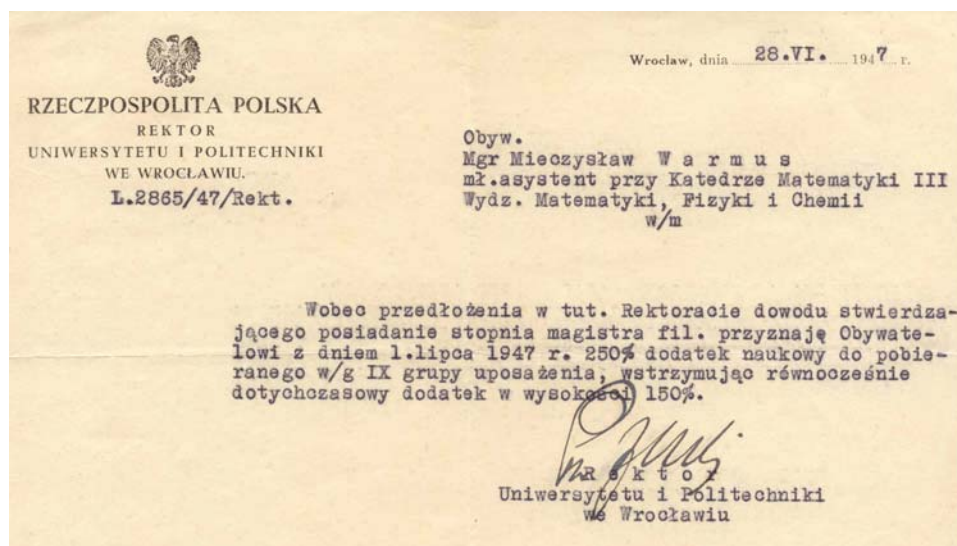 Wrocław, dnia 28.VI. 1947 r.
RZECZPOSPOLITA POLSKA
REKTOR
UNIWERSYTETU I POLITECHNIKI
WE WROCŁAWIU.
L.2865/47/Rekt.
Obyw.
Mgr Mieczysław W a r m u s
mł.asystent przy Katedrze Matematyki III
Wydz. Matematyki, Fizyki i Chemii
w/m
Wobec przedłożenia w tut. Rektoracie dowodu stwierdza-
jącego posiadanie stopnia magistra fil. przyznaję Obywate-
lowi z dniem 1.lipca 1947 r. 250% dodatek naukowy do pobie-
ranego w/g IX grupy uposażenia, wstrzymując równocześnie
dotychczasowy dodatek w wysokości 150%.
R e k t o r
Uniwersytetu i Politechniki
we Wrocławiu